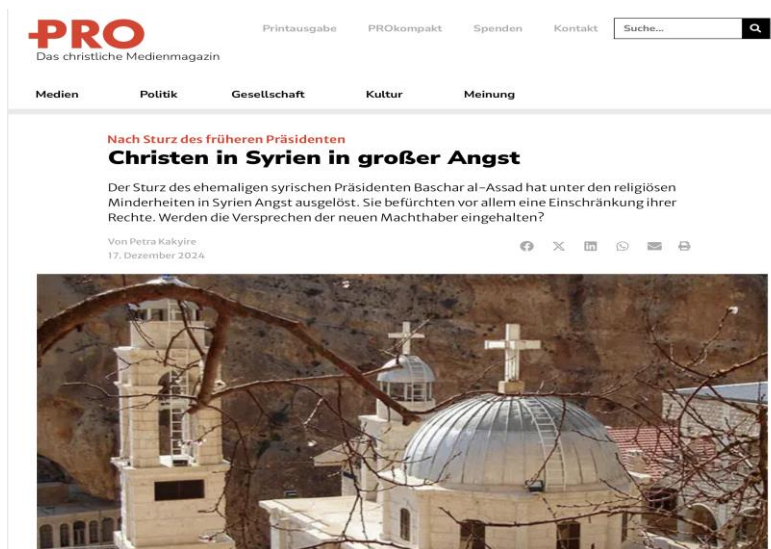 PRO
Das christliche Medienmagazin
Printausgabe PROkompakt Spenden Kontakt Suche...
Medien Politik Gesellschaft Kultur Meinung
Nach Sturz des früheren Präsidenten
Christen in Syrien in großer Angst
Der Sturz des ehemaligen syrischen Präsidenten Baschar al-Assad hat unter den religiösen
Minderheiten in Syrien Angst ausgelöst. Sie befürchten vor allem eine Einschränkung ihrer
Rechte. Werden die Versprechen der neuen Machthaber eingehalten?
Von Petra Kakyire
17. Dezember 2024